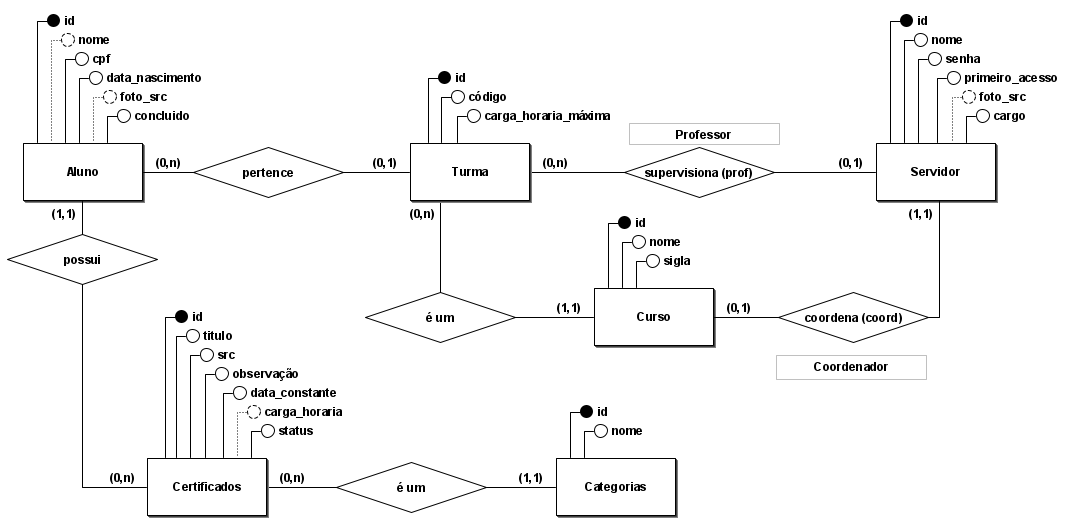 id
nome
cpf
data_nascimento
foto_src
concluido
Aluno
(0,n)
pertence
(0,1)
id
código
carga_horaria_máxima
Turma
(0,n)
Professor
supervisiona (prof)
(0,1)
id
nome
senha
primeiro_acesso
foto_src
cargo
Servidor
(1,1)
possui
(0,n)
(0,n)
é um
(1,1)
id
nome
sigla
Curso
(0,1)
coordena (coord)
Coordenador
(1,1)
id
titulo
src
observação
data_constante
carga_horaria
status
Certificados
(0,n)
é um
(1,1)
id
nome
Categorias